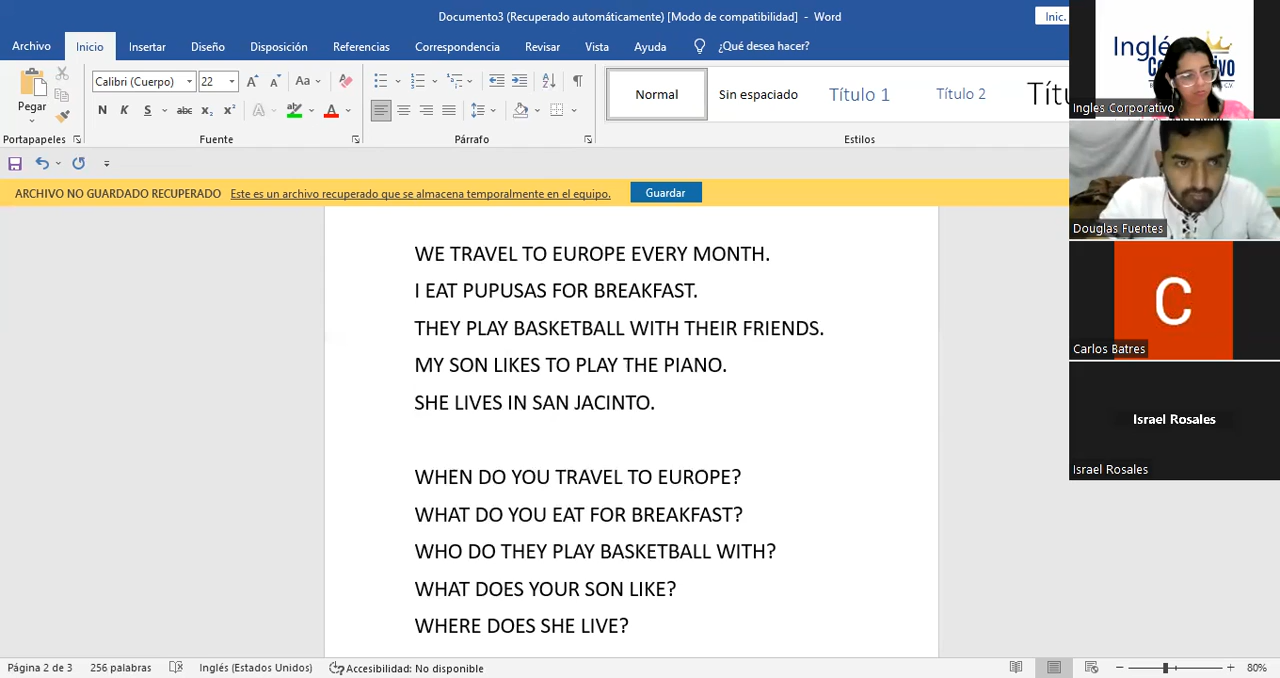 Documento3 (Recuperado automáticamente) [Modo de compatibilidad] - Word
Inic.
Archivo Inicio Insertar Diseño Disposición Referencias Correspondencia Revisar Vista Ayuda ¿Qué desea hacer?
Pegar
Calibri (Cuerpo) 22 Aa
N K S abc x₂ x² A A
Normal Sin espaciado Título 1 Título 2 Títu
Portapapeles Fuente Párrafo Estilos
ARCHIVO NO GUARDADO RECUPERADO Este es un archivo recuperado que se almacena temporalmente en el equipo. Guardar
WE TRAVEL TO EUROPE EVERY MONTH.
I EAT PUPUSAS FOR BREAKFAST.
THEY PLAY BASKETBALL WITH THEIR FRIENDS.
MY SON LIKES TO PLAY THE PIANO.
SHE LIVES IN SAN JACINTO.
WHEN DO YOU TRAVEL TO EUROPE?
WHAT DO YOU EAT FOR BREAKFAST?
WHO DO THEY PLAY BASKETBALL WITH?
WHAT DOES YOUR SON LIKE?
WHERE DOES SHE LIVE?
Página 2 de 3 256 palabras Inglés (Estados Unidos) Accesibilidad: No disponible 80%
Ingles Corporativo
Douglas Fuentes
C
Carlos Batres
Israel Rosales
Israel Rosales